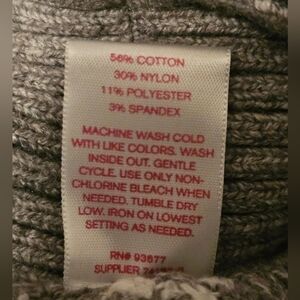 56% COTTON
30% NYLON
11% POLYESTER
3% SPANDEX
MACHINE WASH COLD
WITH LIKE COLORS. WASH
INSIDE OUT. GENTLE
CYCLE. USE ONLY NON-
CHLORINE BLEACH WHEN
NEEDED. TUMBLE DRY
LOW. IRON ON LOWEST
SETTING AS NEEDED.
RN# 93677
SUPPLIER